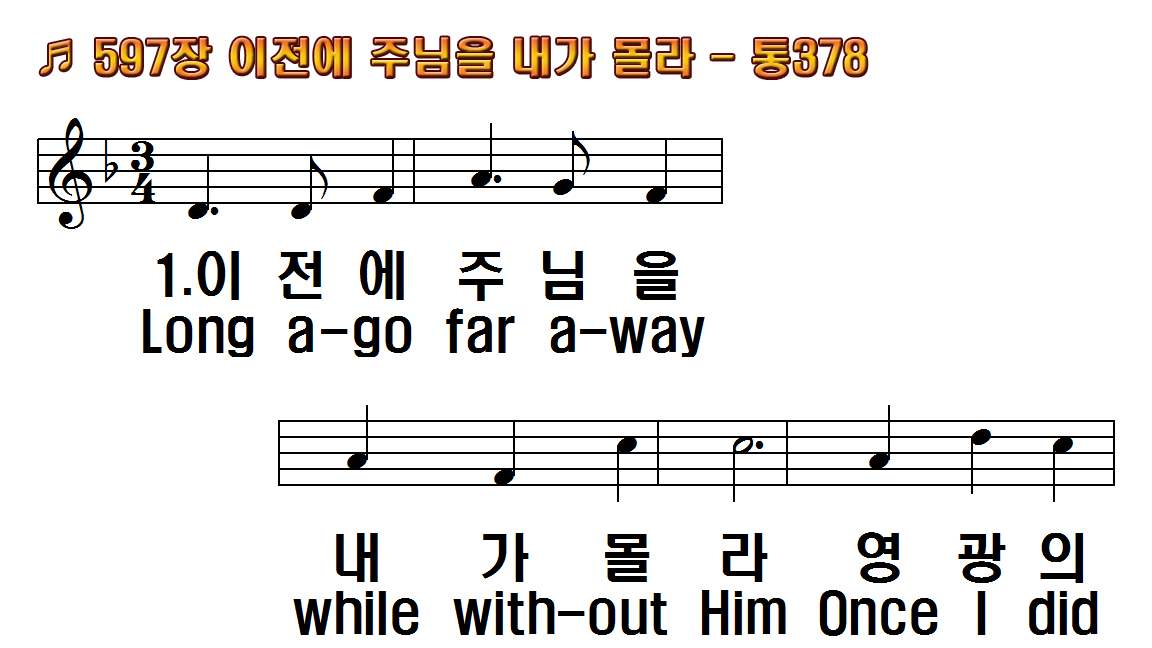 ♬ 597장 이전에 주님을 내가 몰라 - 통378
3
4
1.이 전 에 주 님 을
Long a-go far a-way
내 가 몰 라 영 광 의
while with-out Him Once I did